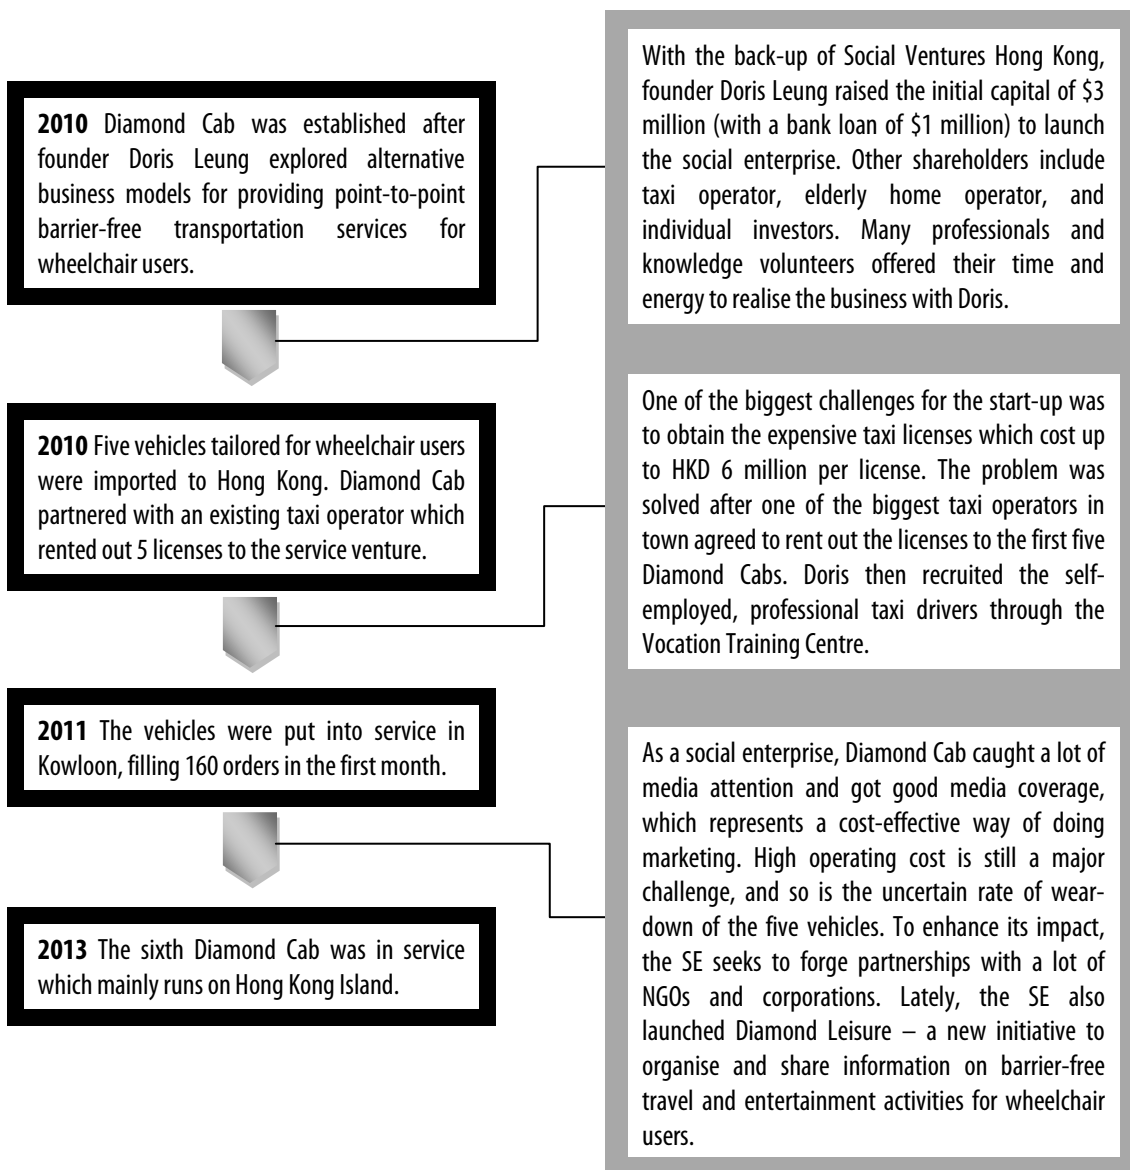 2010 Diamond Cab was established after
founder Doris Leung explored alternative
business models for providing point-to-point
barrier-free transportation services for
wheelchair users.
With the back-up of Social Ventures Hong Kong,
founder Doris Leung raised the initial capital of $3
million (with a bank loan of $1 million) to launch
the social enterprise. Other shareholders include
taxi operator, elderly home operator, and
individual investors. Many professionals and
knowledge volunteers offered their time and
energy to realise the business with Doris.
2010 Five vehicles tailored for wheelchair users
were imported to Hong Kong. Diamond Cab
partnered with an existing taxi operator which
rented out 5 licenses to the service venture.
One of the biggest challenges for the start-up was
to obtain the expensive taxi licenses which cost up
to HKD 6 million per license. The problem was
solved after one of the biggest taxi operators in
town agreed to rent out the licenses to the first five
Diamond Cabs. Doris then recruited the self-
employed, professional taxi drivers through the
Vocation Training Centre.
2011 The vehicles were put into service in
Kowloon, filling 160 orders in the first month.
As a social enterprise, Diamond Cab caught a lot of
media attention and got good media coverage,
which represents a cost-effective way of doing
marketing. High operating cost is still a major
challenge, and so is the uncertain rate of wear-
down of the five vehicles. To enhance its impact,
the SE seeks to forge partnerships with a lot of
NGOs and corporations. Lately, the SE also
launched Diamond Leisure – a new initiative to
organise and share information on barrier-free
travel and entertainment activities for wheelchair
users.
2013 The sixth Diamond Cab was in service
which mainly runs on Hong Kong Island.